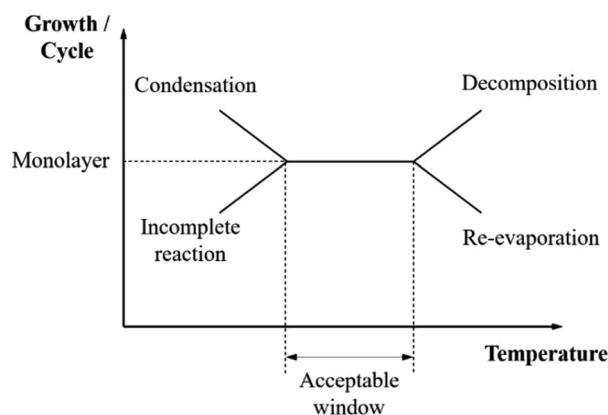 Growth /
Cycle
Condensation
Decomposition
Monolayer
Incomplete
reaction
Re-evaporation
Temperature
Acceptable
window